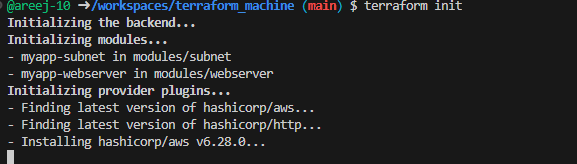 @areej-10 ➜/workspaces/terraform_machine (main) $ terraform init
Initializing the backend...
Initializing modules...
- myapp-subnet in modules/subnet
- myapp-webserver in modules/webserver
Initializing provider plugins...
- Finding latest version of hashicorp/aws...
- Finding latest version of hashicorp/http...
- Installing hashicorp/aws v6.28.0...